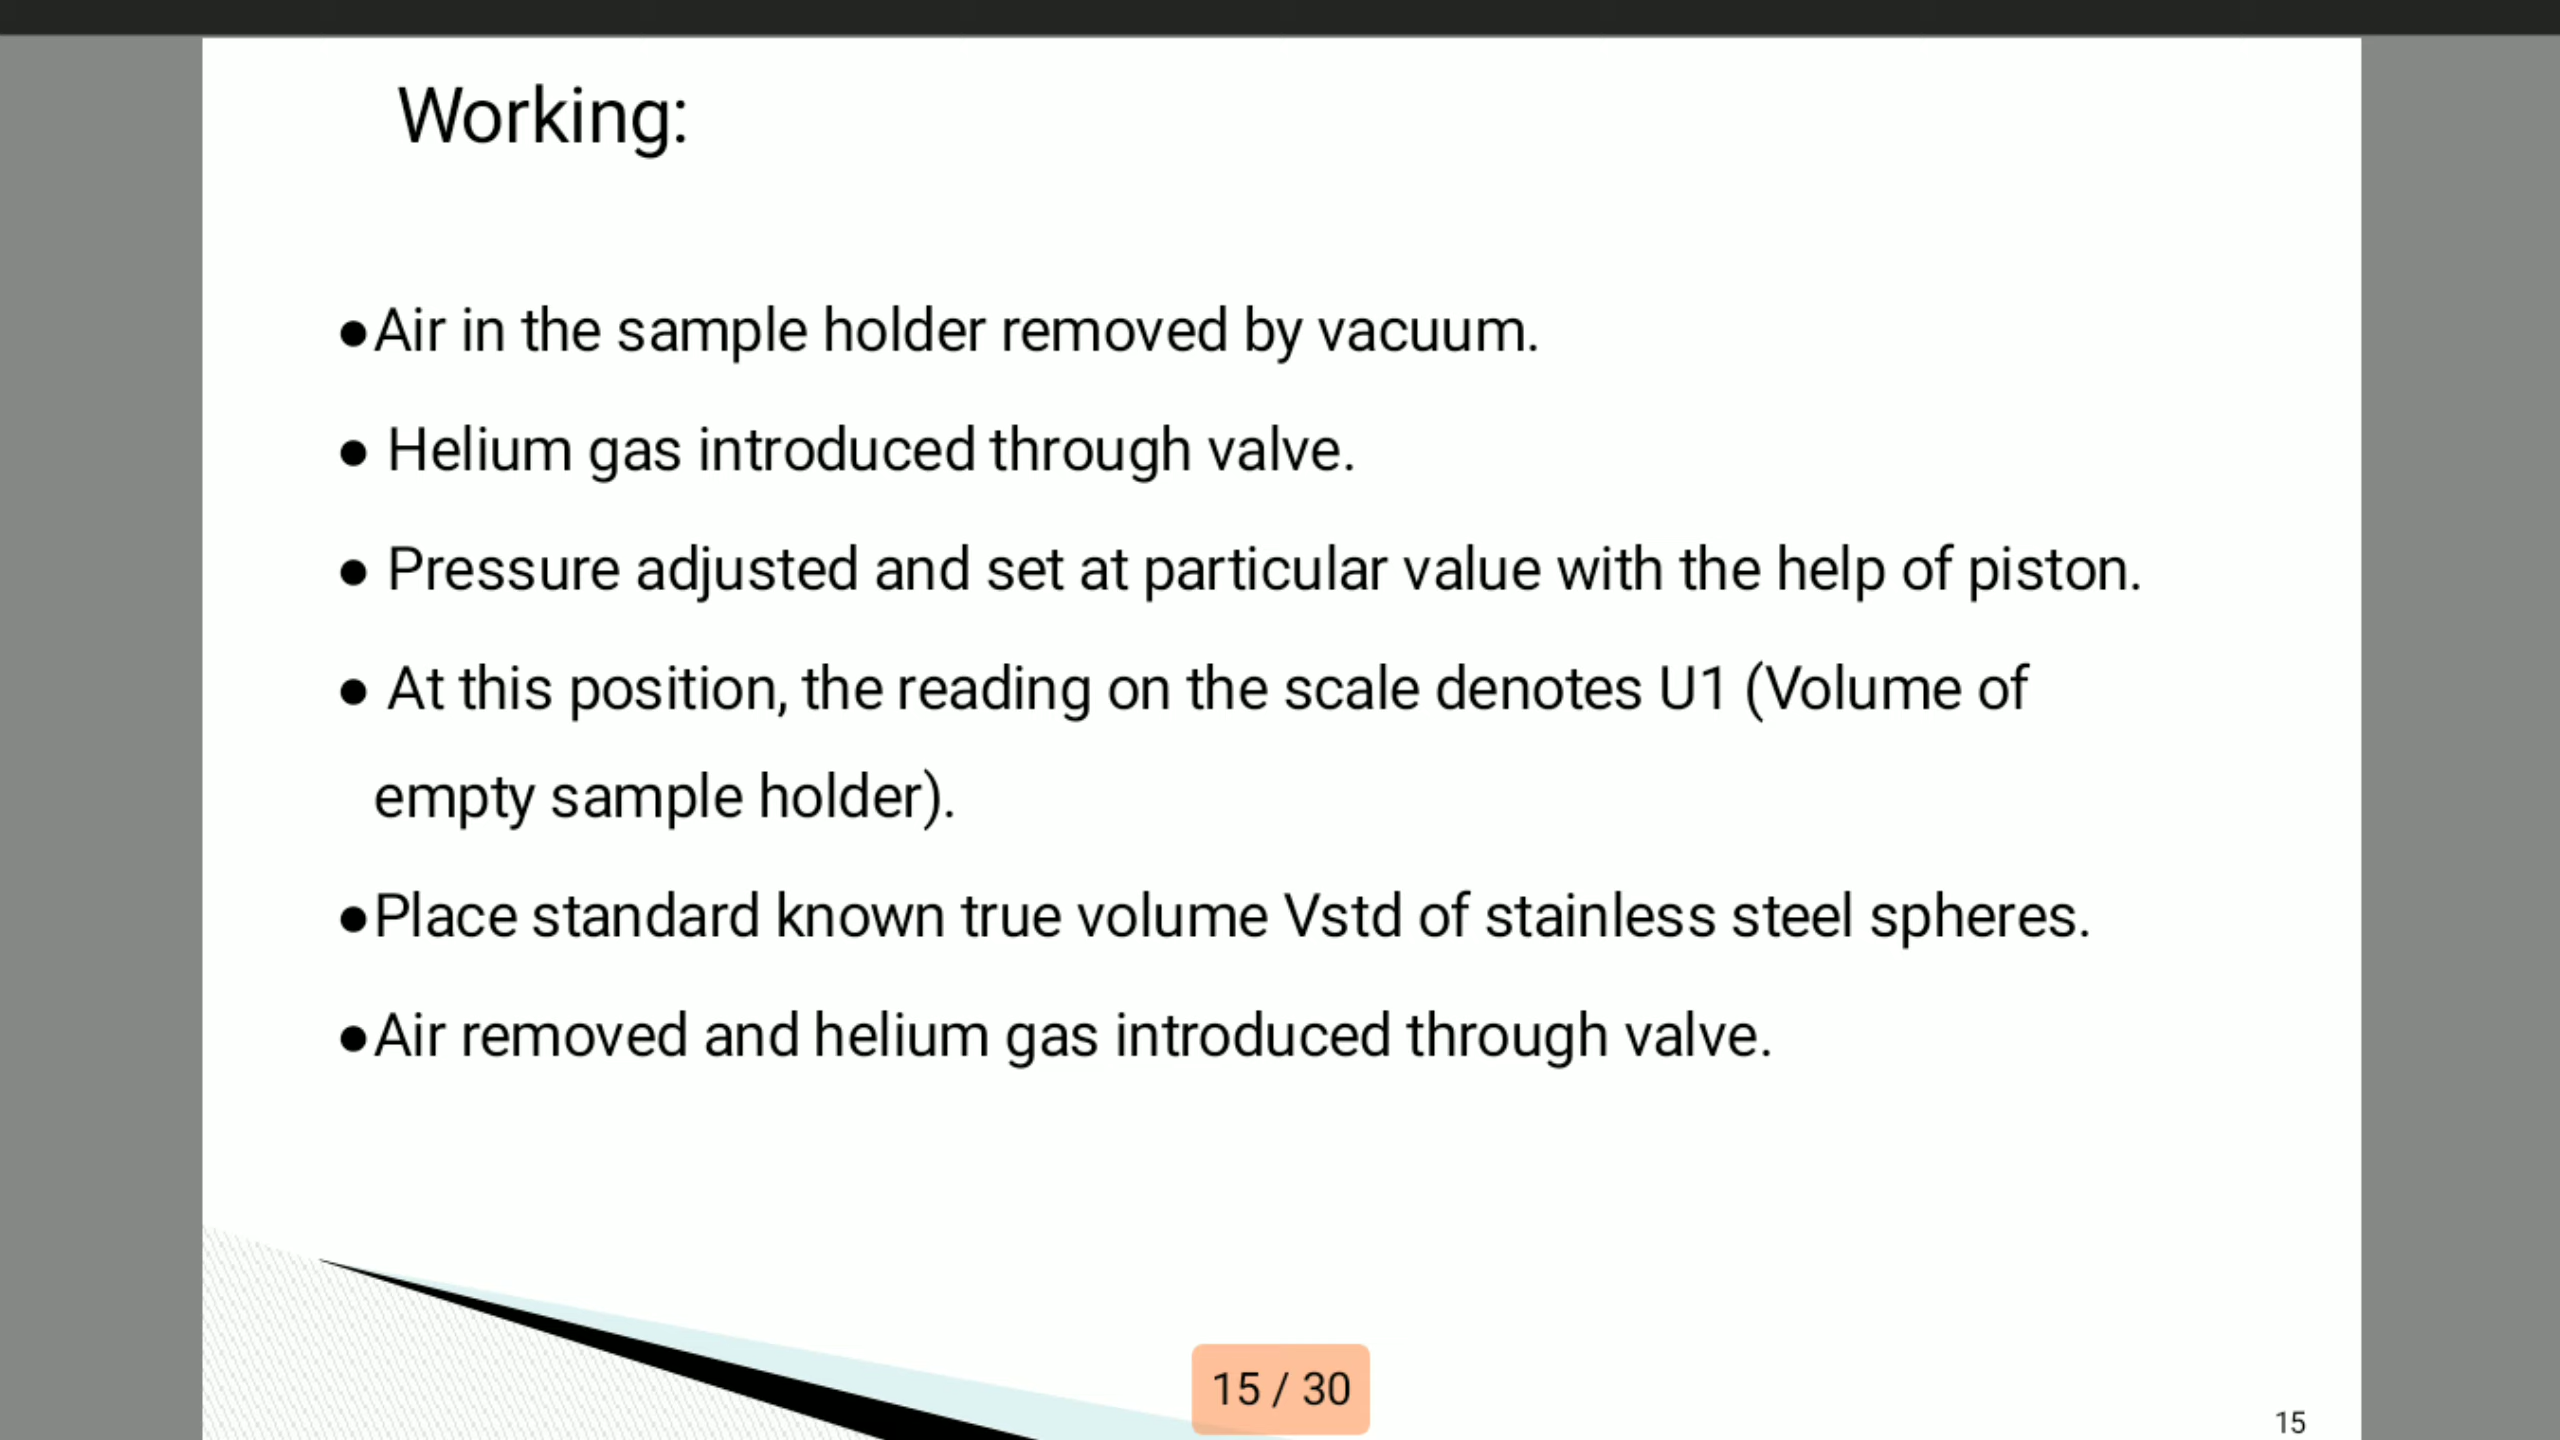 Working:
●Air in the sample holder removed by vacuum.
● Helium gas introduced through valve.
● Pressure adjusted and set at particular value with the help of piston.
● At this position, the reading on the scale denotes U1 (Volume of
empty sample holder).
●Place standard known true volume Vstd of stainless steel spheres.
●Air removed and helium gas introduced through valve.
15 / 30
15